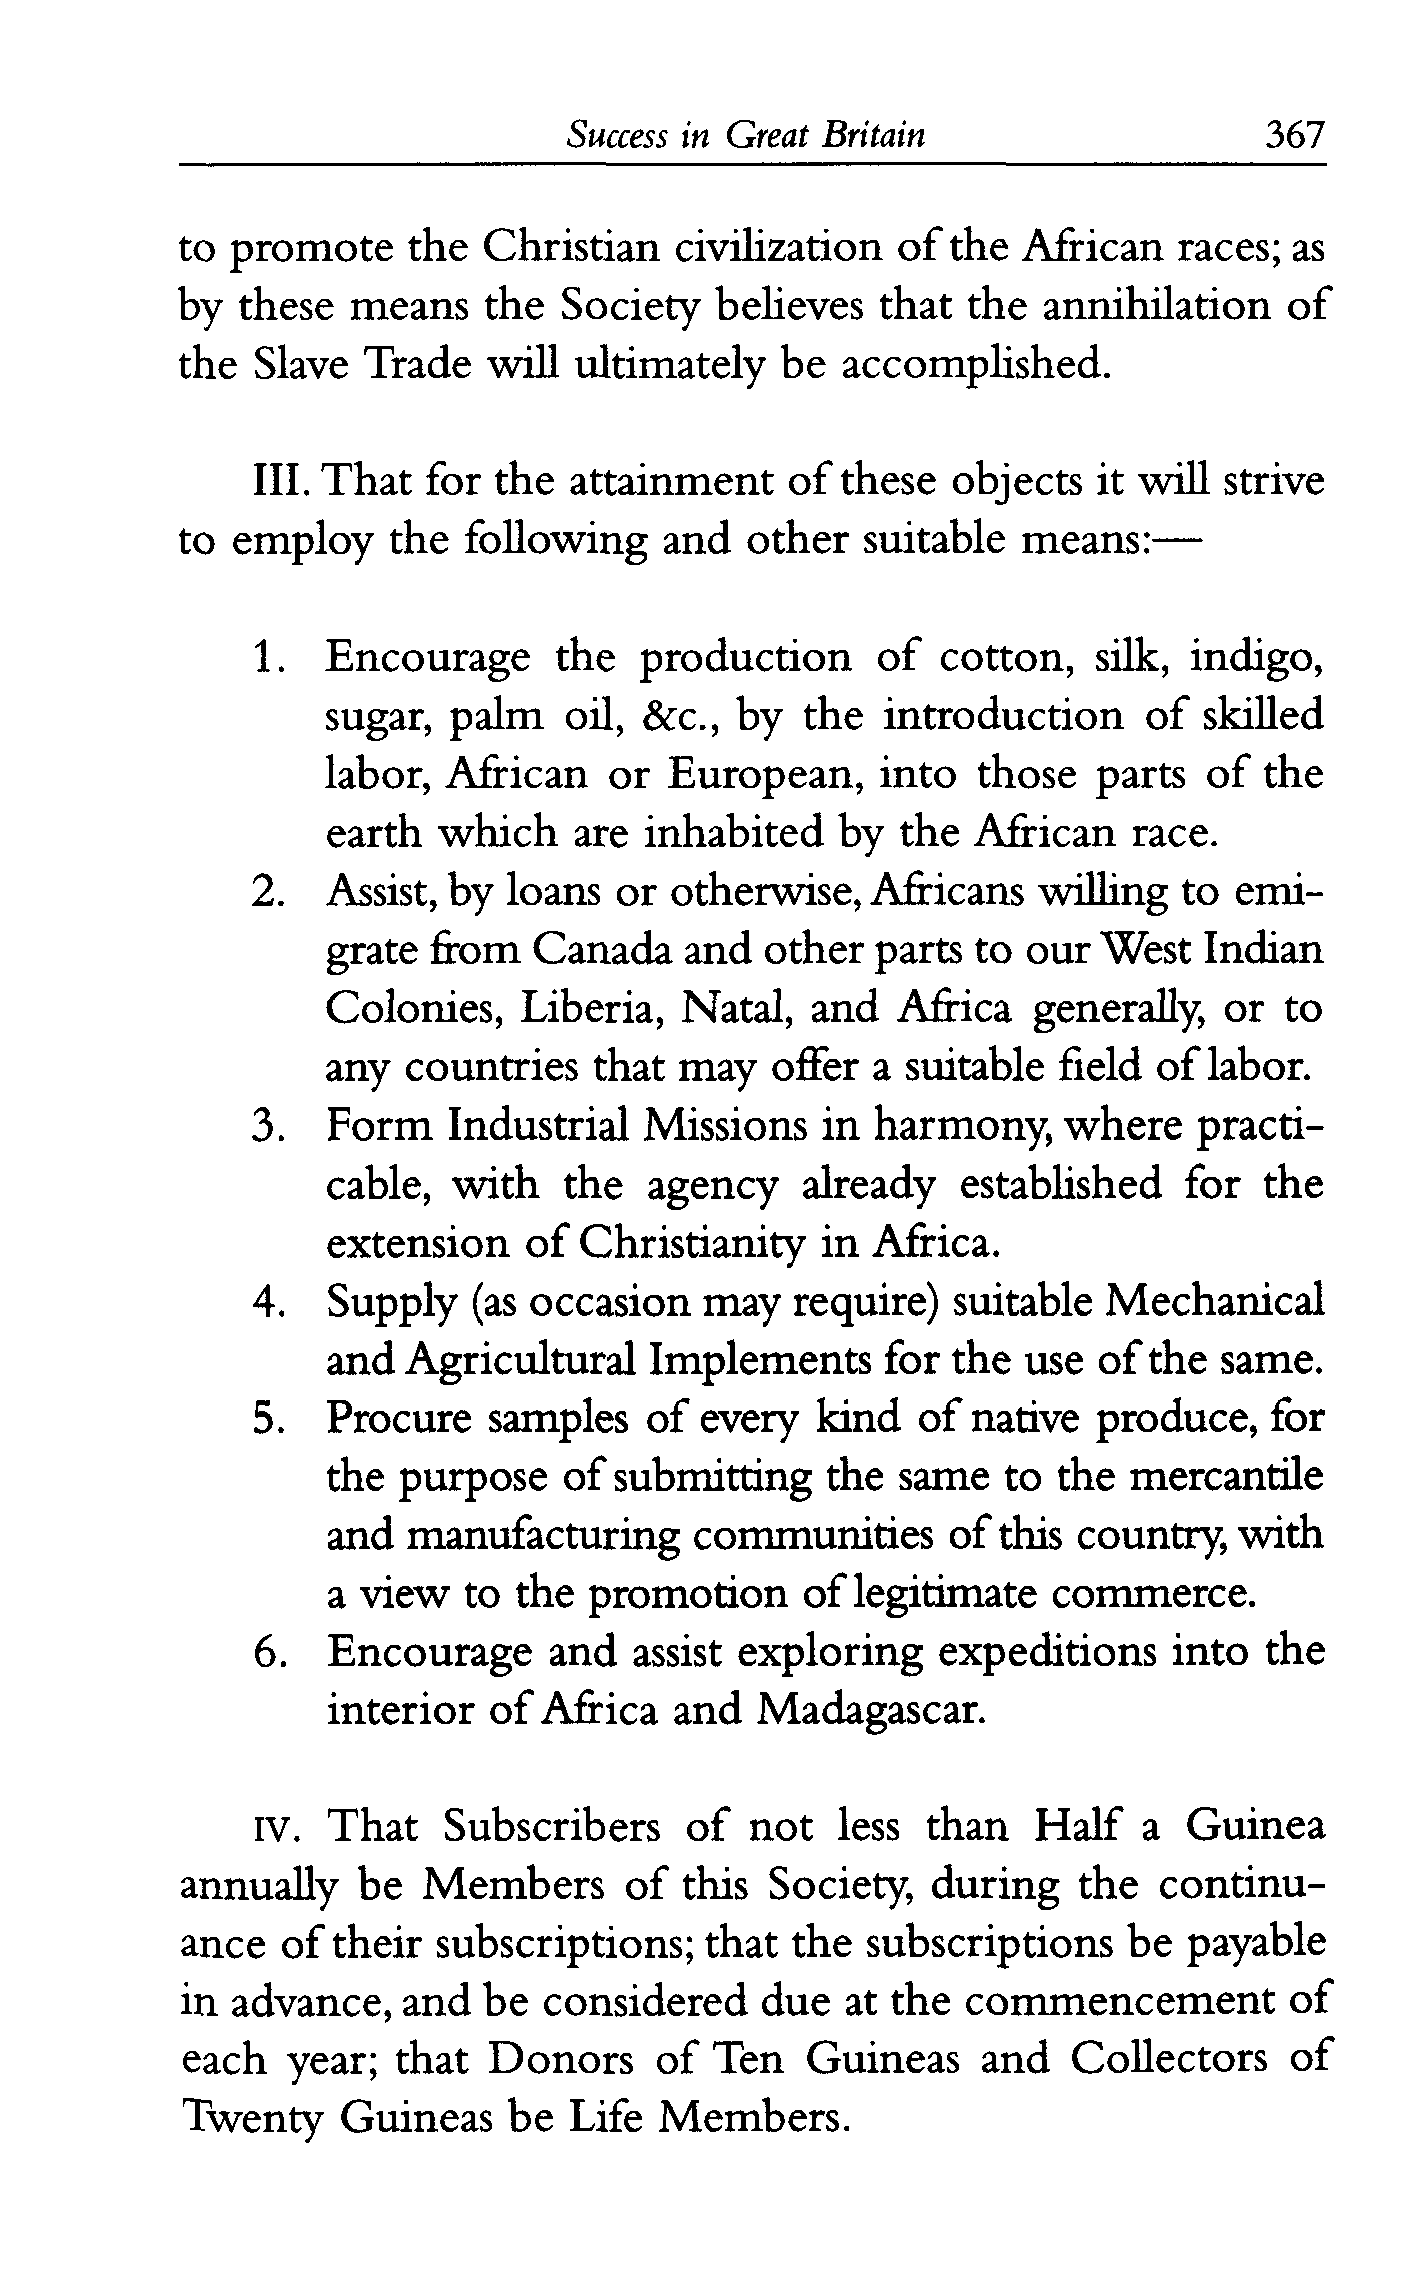 Success in Great Britain 367
to promote the Christian civilization of the African races; as
by these means the Society believes that the annihilation of
the Slave Trade will ultimately be accomplished.
III. That for the attainment of these objects it will strive
to employ the following and other suitable means:—
1. Encourage the production of cotton, silk, indigo,
sugar, palm oil, &c., by the introduction of skilled
labor, African or European, into those parts of the
earth which are inhabited by the African race.
2. Assist, by loans or otherwise, Africans willing to emi-
grate from Canada and other parts to our West Indian
Colonies, Liberia, Natal, and Africa generally, or to
any countries that may offer a suitable field of labor.
3. Form Industrial Missions in harmony, where practi-
cable, with the agency already established for the
extension of Christianity in Africa.
4. Supply (as occasion may require) suitable Mechanical
and Agricultural Implements for the use of the same.
5. Procure samples of every kind of native produce, for
the purpose of submitting the same to the mercantile
and manufacturing communities of this country, with
a view to the promotion of legitimate commerce.
6. Encourage and assist exploring expeditions into the
interior of Africa and Madagascar.
IV. That Subscribers of not less than Half a Guinea
annually be Members of this Society, during the continu-
ance of their subscriptions; that the subscriptions be payable
in advance, and be considered due at the commencement of
each year; that Donors of Ten Guineas and Collectors of
Twenty Guineas be Life Members.